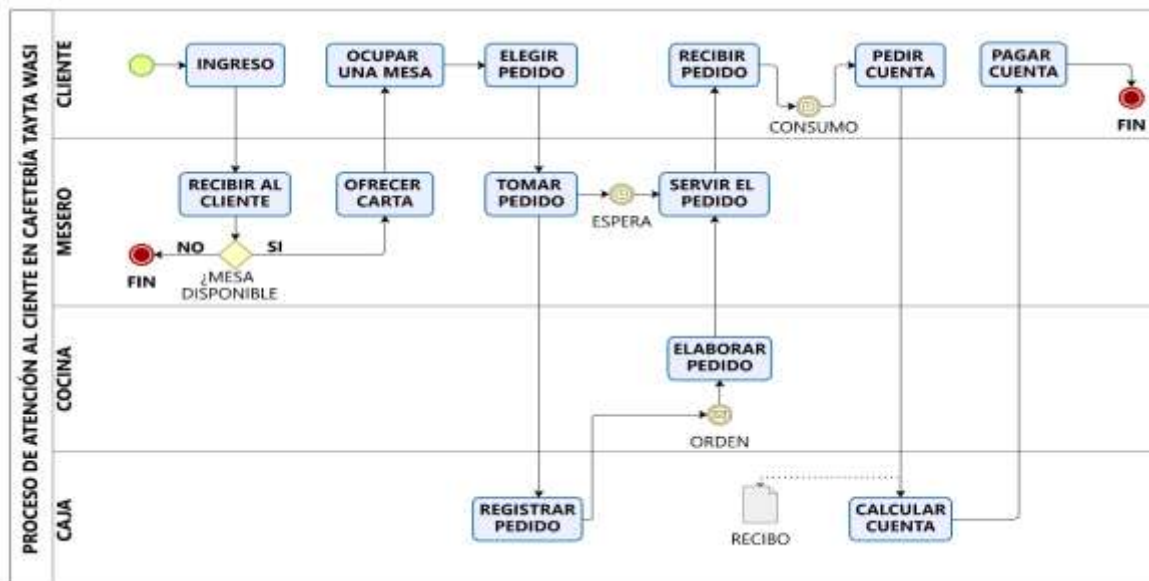 PROCESO DE ATENCIÓN AL CIENTE EN CAFETERÍA TAYTA WASI
CLIENTE
INGRESO
OCUPAR
UNA MESA
ELEGIR
PEDIDO
RECIBIR
PEDIDO
CONSUMO
PEDIR
CUENTA
PAGAR
CUENTA
FIN
MESERO
RECIBIR AL
CLIENTE
OFRECER
CARTA
TOMAR
PEDIDO
ESPERA
SERVIR EL
PEDIDO
NO
SI
FIN
¿MESA
DISPONIBLE
COCINA
ELABORAR
PEDIDO
ORDEN
CAJA
REGISTRAR
PEDIDO
RECIBO
CALCULAR
CUENTA